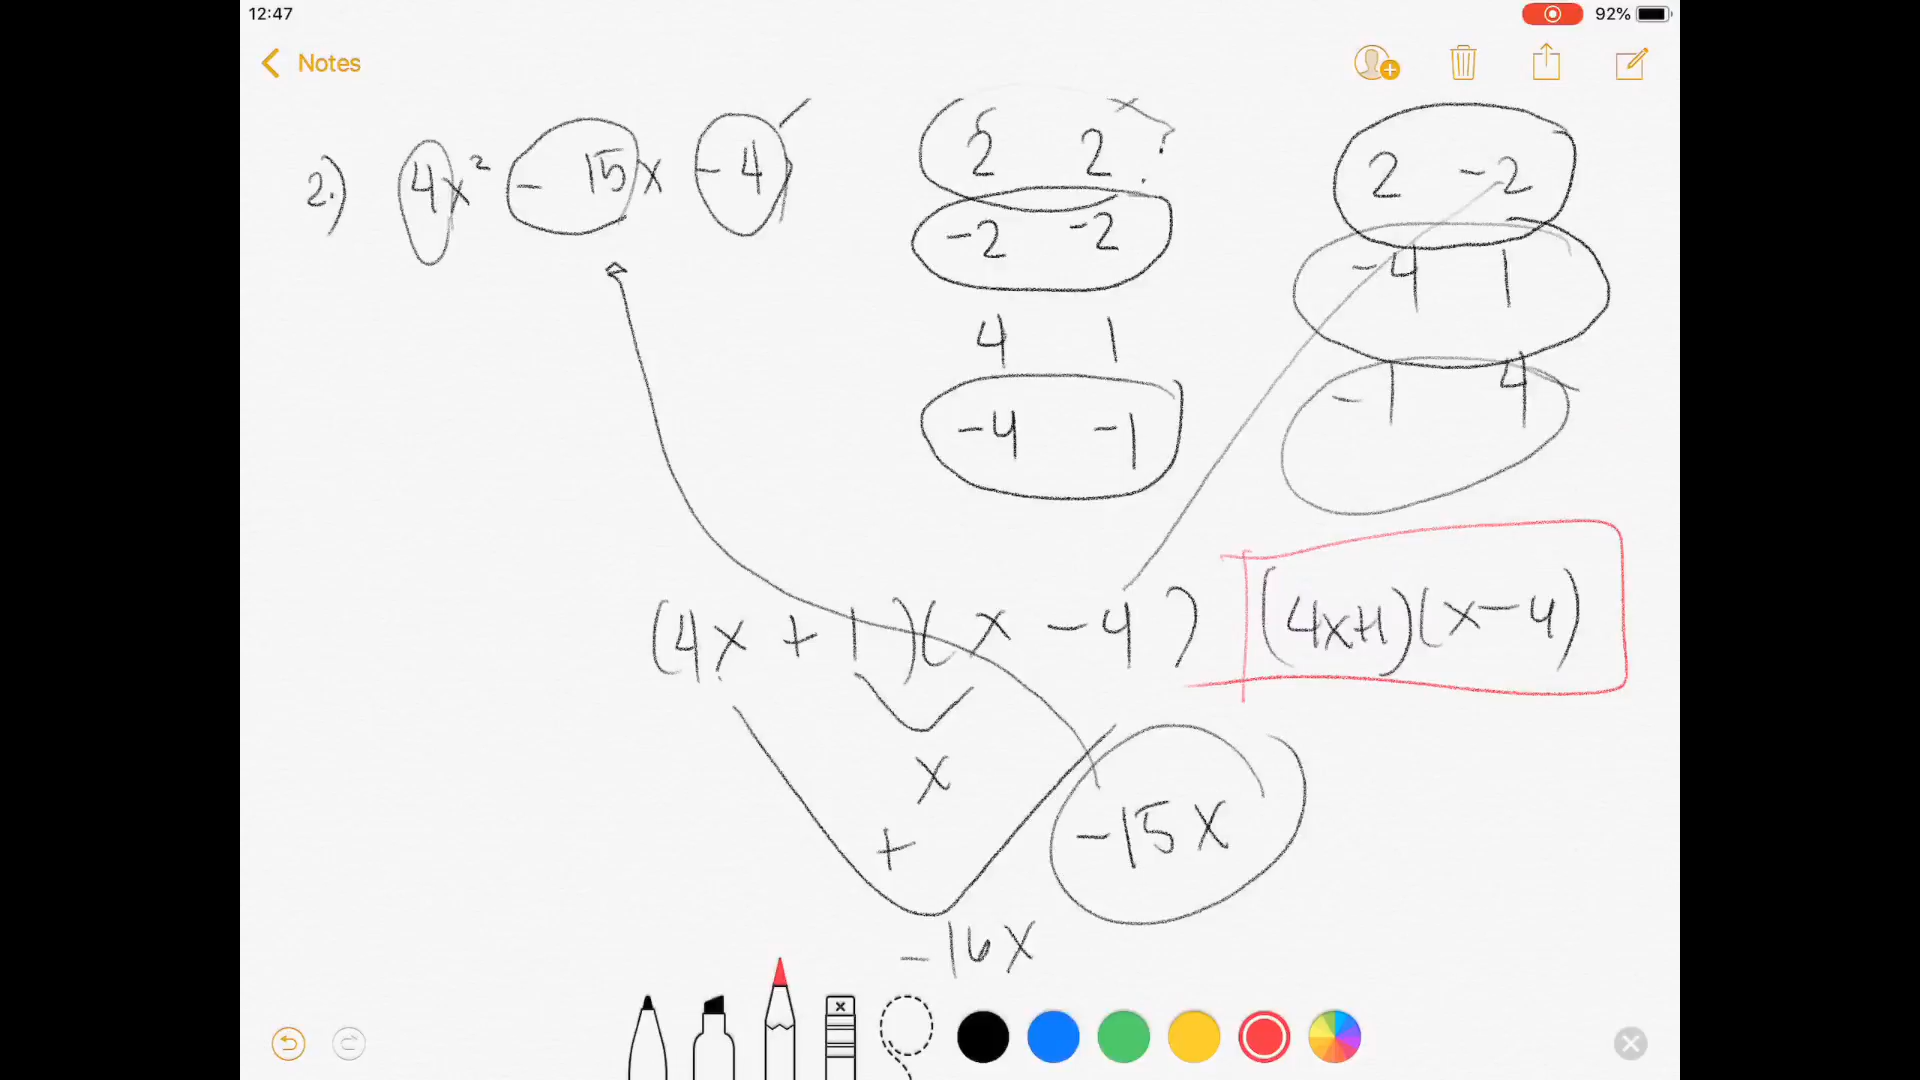 12:47
92%
Notes
2.) 4x² - 15x - 4
2 2 ?
-2 -2
4 1
-4 -1
2 -2
-4 1
-1 4
(4x + 1)(x - 4)
(4x+1)(x-4)
x
+
-15x
-16x